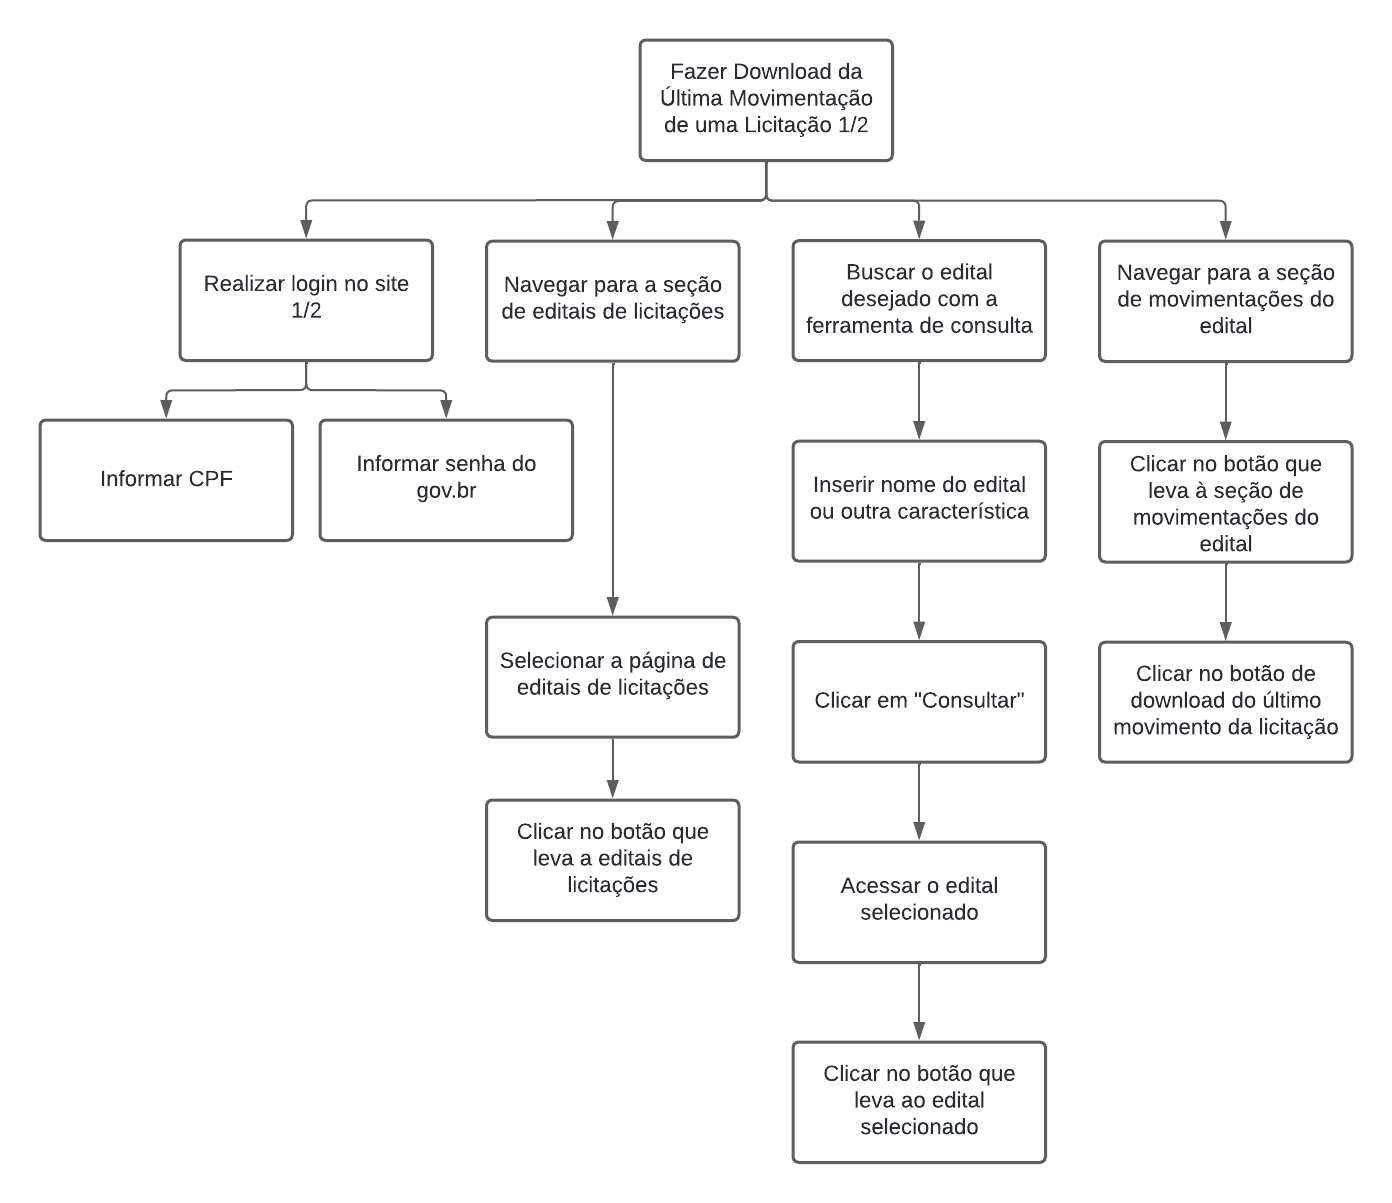 Fazer Download da
Última Movimentação
de uma Licitação 1/2
Realizar login no site
1/2
Navegar para a seção
de editais de licitações
Buscar o edital
desejado com a
ferramenta de consulta
Navegar para a seção
de movimentações do
edital
Informar CPF
Informar senha do
gov.br
Inserir nome do edital
ou outra característica
Clicar no botão que
leva à seção de
movimentações do
edital
Selecionar a página de
editais de licitações
Clicar em "Consultar"
Clicar no botão de
download do último
movimento da licitação
Clicar no botão que
leva a editais de
licitações
Acessar o edital
selecionado
Clicar no botão que
leva ao edital
selecionado